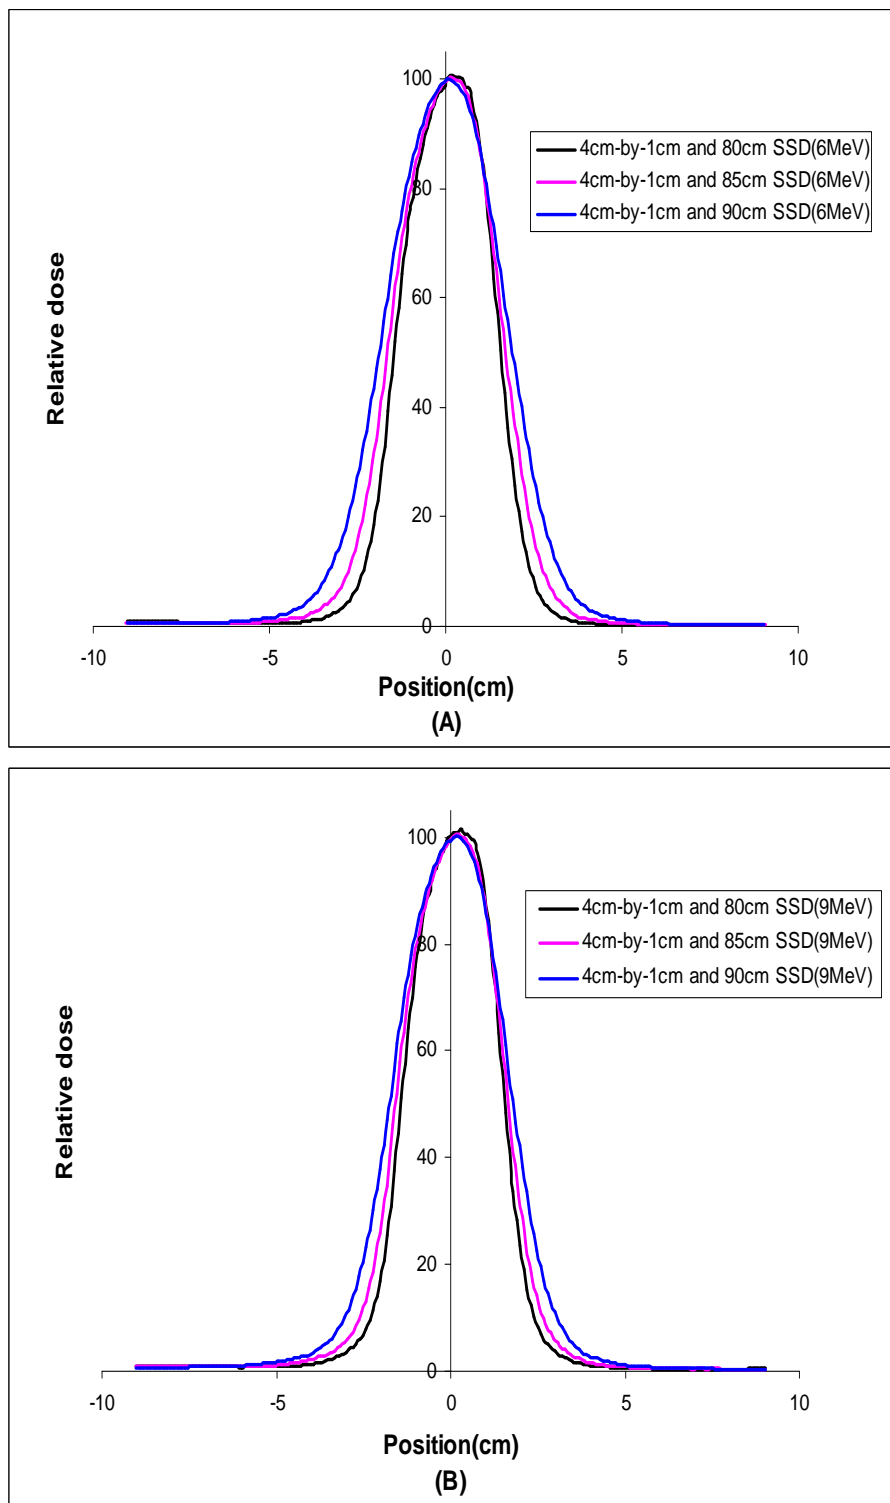 100
80
60
40
20
0
-10
-5
0
5
10
Relative dose
4cm-by-1cm and 80cm SSD(6MeV)
4cm-by-1cm and 85cm SSD(6MeV)
4cm-by-1cm and 90cm SSD(6MeV)
Position(cm)
(A)
100
80
60
40
20
0
-10
-5
0
5
10
Relative dose
4cm-by-1cm and 80cm SSD(9MeV)
4cm-by-1cm and 85cm SSD(9MeV)
4cm-by-1cm and 90cm SSD(9MeV)
Position(cm)
(B)